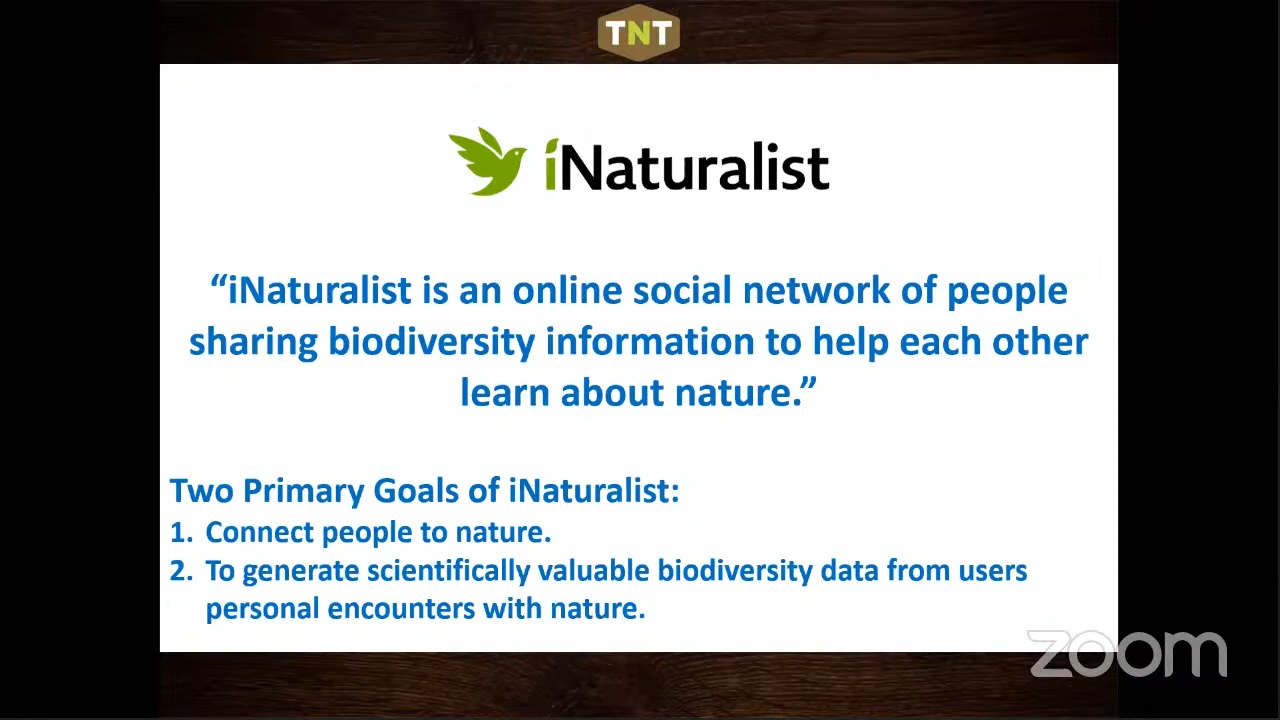 TNT
iNaturalist
“iNaturalist is an online social network of people
sharing biodiversity information to help each other
learn about nature.”
Two Primary Goals of iNaturalist:
1. Connect people to nature.
2. To generate scientifically valuable biodiversity data from users
personal encounters with nature.
zoom